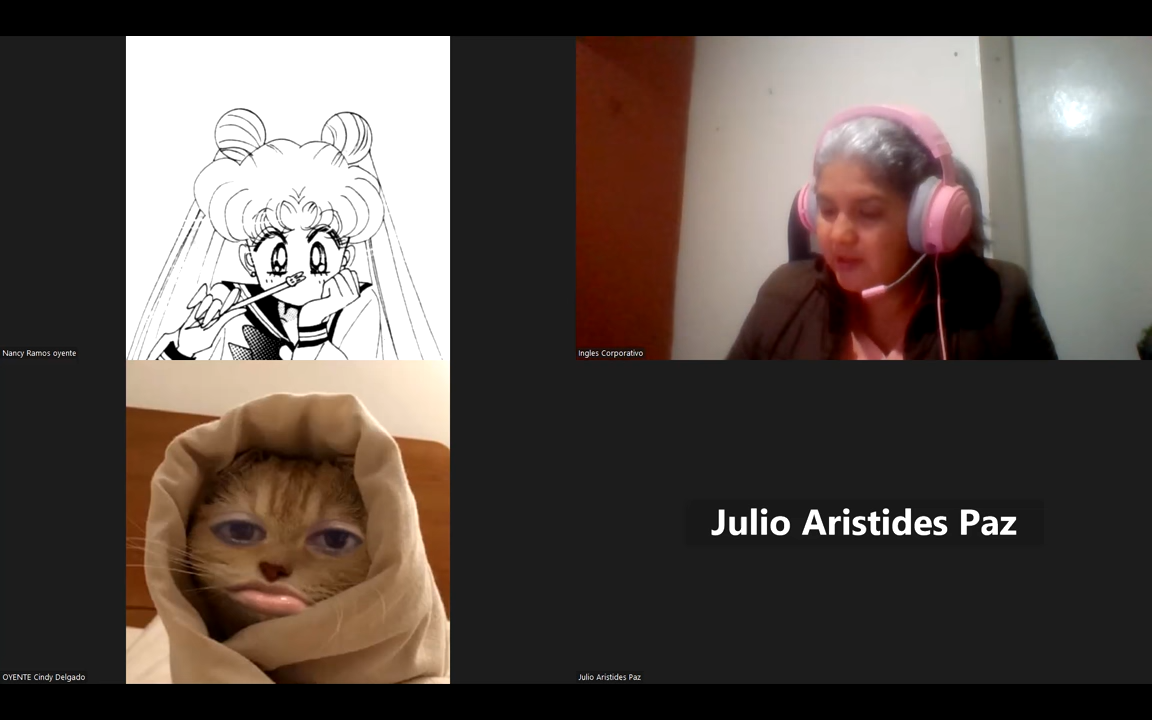 Nancy Ramos oyente
Ingles Corporativo
OYENTE Cindy Delgado
Julio Aristides Paz
Julio Aristides Paz